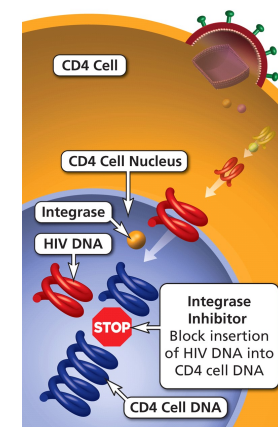 CD4 Cell
CD4 Cell Nucleus
Integrase
HIV DNA
STOP
Integrase
Inhibitor
Block insertion
of HIV DNA into
CD4 cell DNA
CD4 Cell DNA